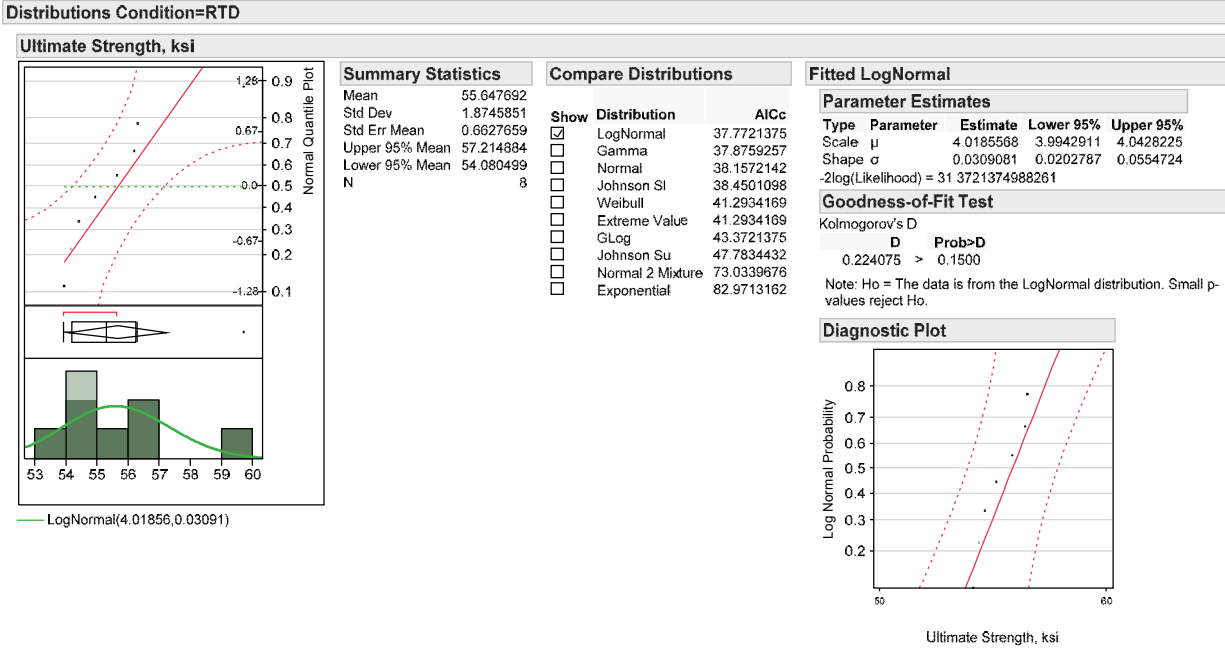 Distributions Condition=RTD
Ultimate Strength, ksi
1.28 0.9
0.8
0.67
0.7
0.6
0.0 0.5
0.4
0.3
-0.67
0.2
-1.28 0.1
Normal Quantile Plot
53 54 55 56 57 58 59 60
LogNormal(4.01856,0.03091)
Summary Statistics
Mean 55.647692
Std Dev 1.8745851
Std Err Mean 0.6627659
Upper 95% Mean 57.214884
Lower 95% Mean 54.080499
N 8
Compare Distributions
Show Distribution AICc
LogNormal 37.7721375
Gamma 37.8759257
Normal 38.1572142
Johnson Sl 38.4501098
Weibull 41.2934169
Extreme Value 41.2934169
GLog 43.3721375
Johnson Su 47.7834432
Normal 2 Mixture 73.0339676
Exponential 82.9713162
Fitted LogNormal
Parameter Estimates
Type Parameter Estimate Lower 95% Upper 95%
Scale μ 4.0185568 3.9942911 4.0428225
Shape σ 0.0309081 0.0202787 0.0554724
-2log(Likelihood) = 31.3721374988261
Goodness-of-Fit Test
Kolmogorov's D
D Prob>D
0.224075 > 0.1500
Note: Ho = The data is from the LogNormal distribution. Small p-
values reject Ho.
Diagnostic Plot
Log Normal Probability
0.8
0.7
0.6
0.5
0.4
0.3
0.2
50 60
Ultimate Strength, ksi